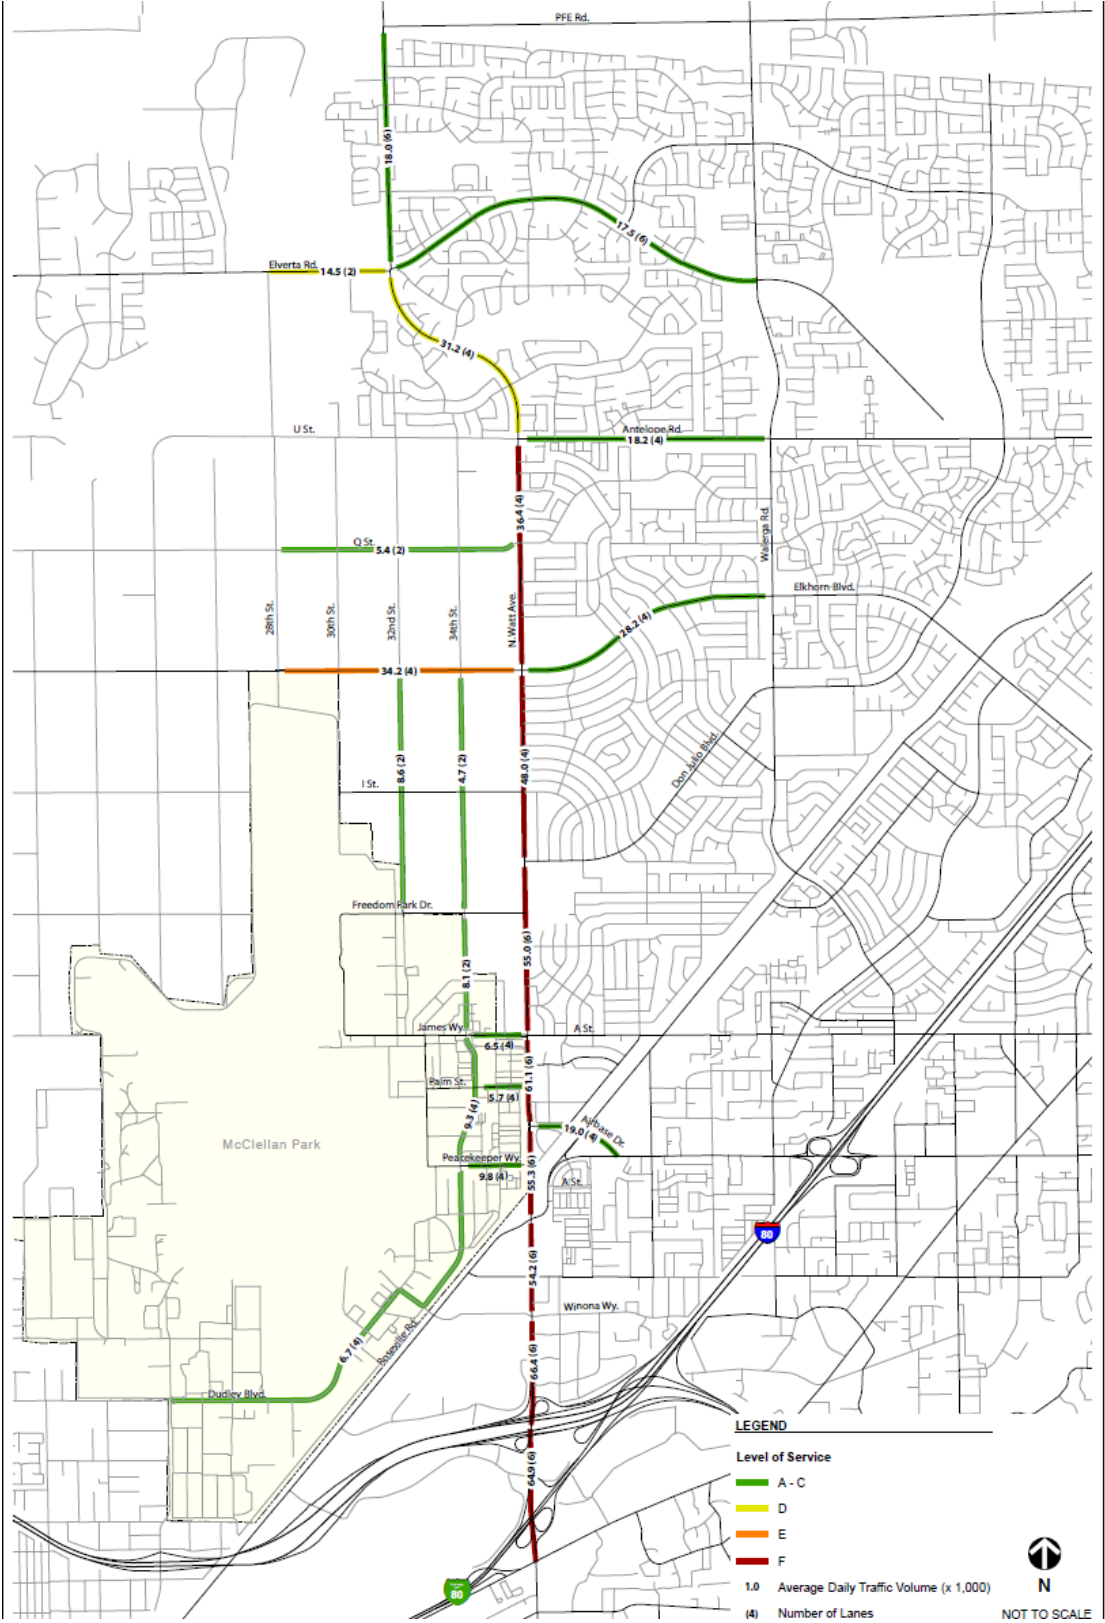 PFE Rd.
18.0 (6)
17.5 (6)
Elverta Rd.
14.5 (2)
31.2 (4)
U St.
Antelope Rd.
18.2 (4)
36.4 (4)
Walerga Rd.
Q St.
5.4 (2)
Elkhorn Blvd.
28th St.
30th St.
32nd St.
34th St.
N.Watt Ave.
28.2 (4)
34.2 (4)
8.6 (2)
4.7 (2)
48.0 (4)
Don Julio Blvd.
I St.
Freedom Park Dr.
55.0 (6)
8.1 (2)
James Wy.
A St.
6.5 (4)
61.1 (6)
Palm St.
5.7 (4)
9.3 (4)
Airbase Dr.
19.0 (4)
McClellan Park
Peacekeeper Wy.
9.8 (4)
55.3 (6)
A St.
80
54.2 (6)
Winona Wy.
Roseville Rd.
6.7 (4)
66.4 (6)
Dudley Blvd.
64.9 (6)
80
LEGEND
Level of Service
A - C
D
E
F
1.0 Average Daily Traffic Volume (x 1,000)
(4) Number of Lanes
N
NOT TO SCALE